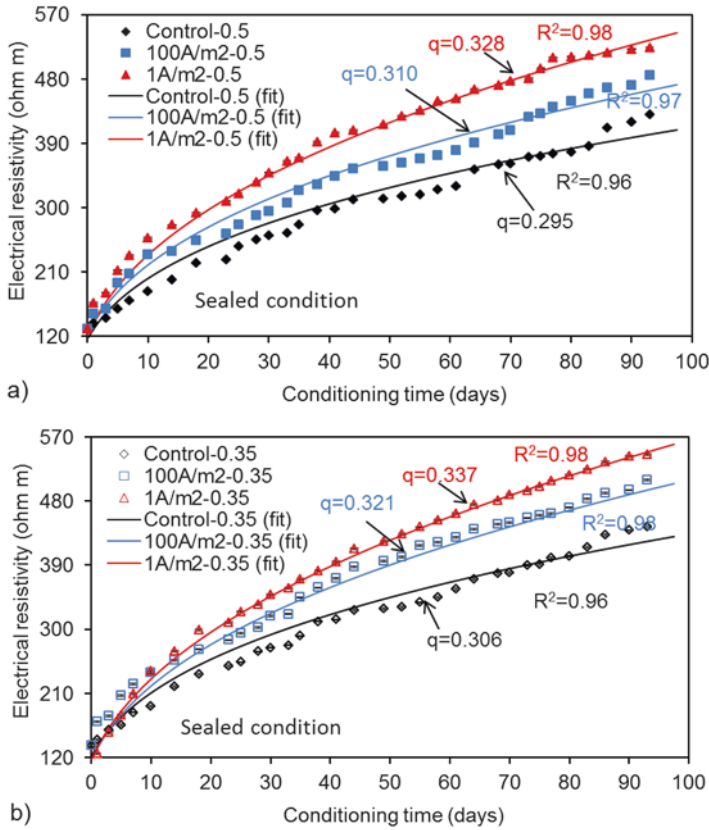 570
480
390
300
210
120
Electrical resistivity (ohm m)
Control-0.5
100A/m2-0.5
1A/m2-0.5
Control-0.5 (fit)
100A/m2-0.5 (fit)
1A/m2-0.5 (fit)
q=0.328
R²=0.98
q=0.310
R²=0.97
R²=0.96
q=0.295
Sealed condition
0 10 20 30 40 50 60 70 80 90 100
Conditioning time (days)
a)
570
480
390
300
210
120
Electrical resistivity (ohm m)
Control-0.35
100A/m2-0.35
1A/m2-0.35
Control-0.35 (fit)
100A/m2-0.35 (fit)
1A/m2-0.35 (fit)
R²=0.98
q=0.337
q=0.321
R²=0.98
R²=0.96
q=0.306
Sealed condition
0 10 20 30 40 50 60 70 80 90 100
Conditioning time (days)
b)